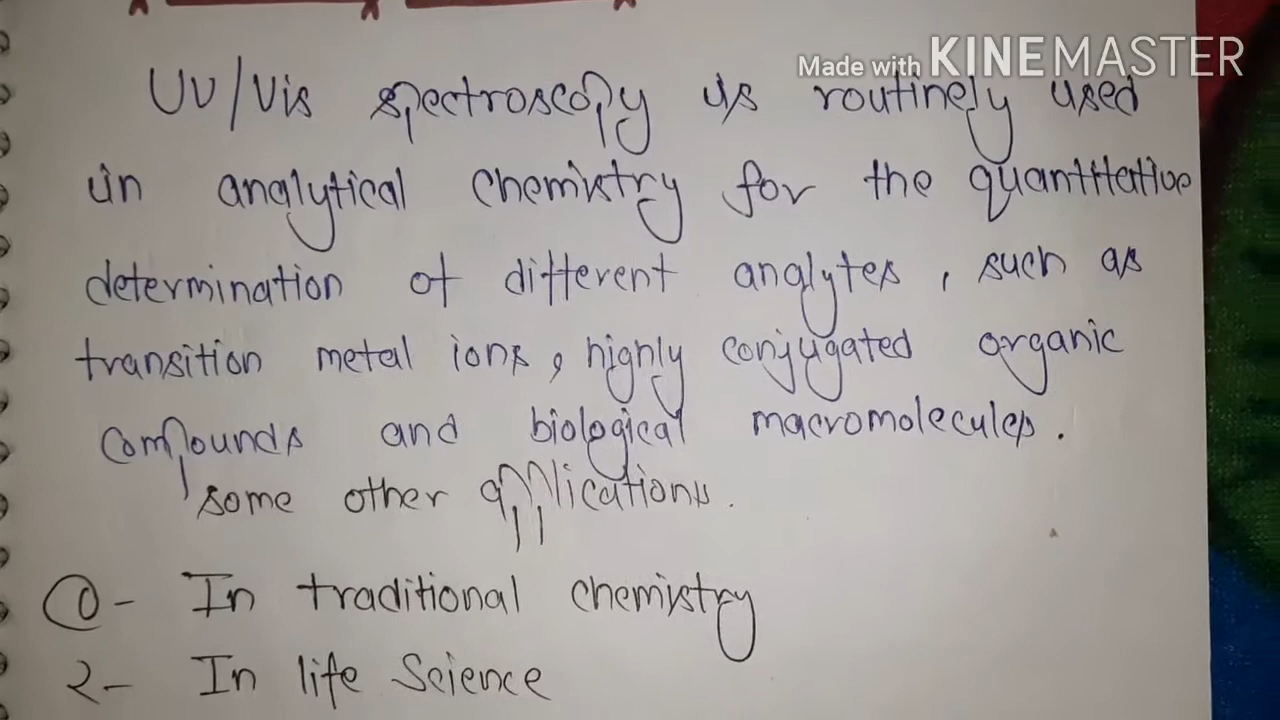 Made with KINEMASTER
UV/Vis spectroscopy is routinely used
in analytical chemistry for the quantitative
determination of different analytes, such as
transition metal ions, highly conjugated organic
compounds and biological macromolecules.
some other applications.
① - In traditional chemistry
2- In life Science